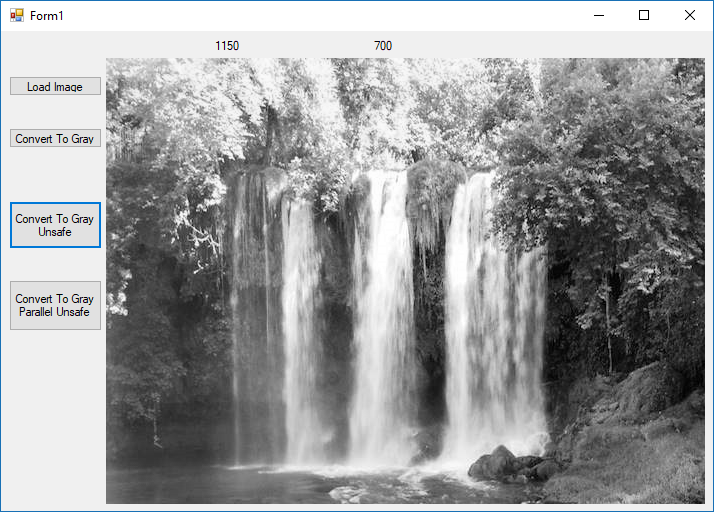 Form1
1150 700
Load Image
Convert To Gray
Convert To Gray
Unsafe
Convert To Gray
Parallel Unsafe